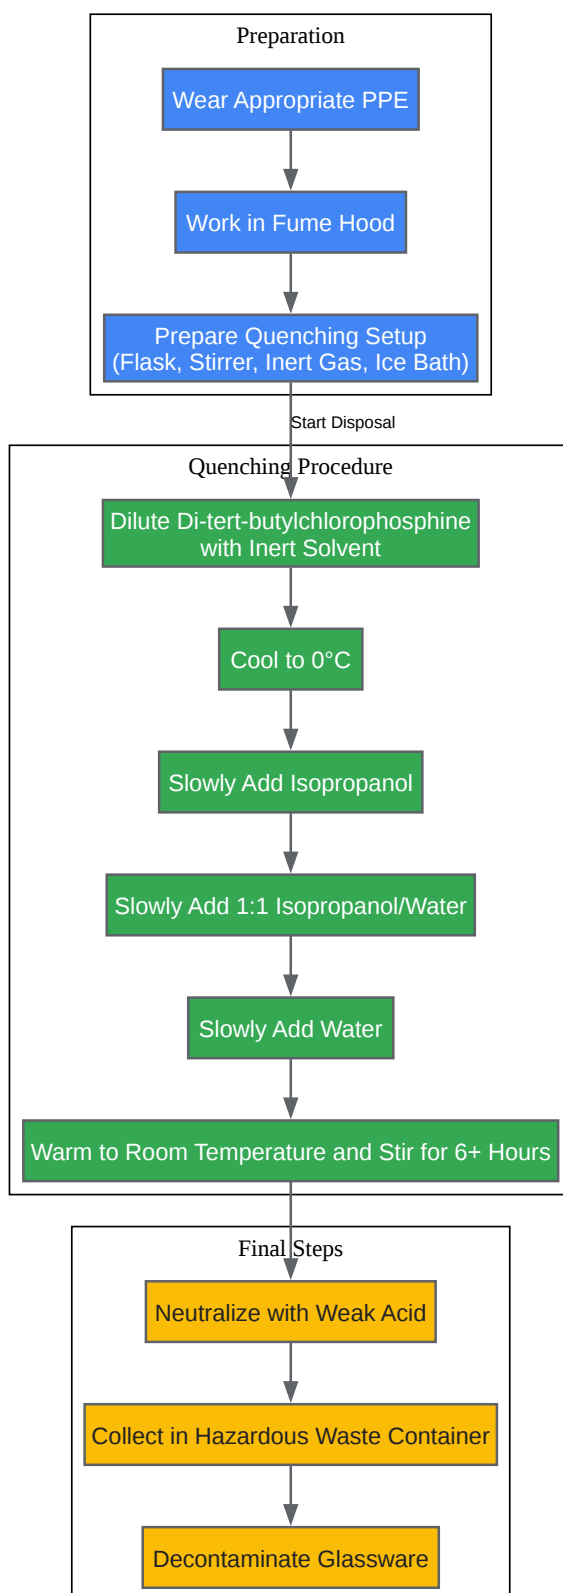 Preparation
Wear Appropriate PPE
Work in Fume Hood
Prepare Quenching Setup
(Flask, Stirrer, Inert Gas, Ice Bath)
Start Disposal
Quenching Procedure
Dilute Di-tert-butylchlorophosphine
with Inert Solvent
Cool to 0°C
Slowly Add Isopropanol
Slowly Add 1:1 Isopropanol/Water
Slowly Add Water
Warm to Room Temperature and Stir for 6+ Hours
Final Steps
Neutralize with Weak Acid
Collect in Hazardous Waste Container
Decontaminate Glassware